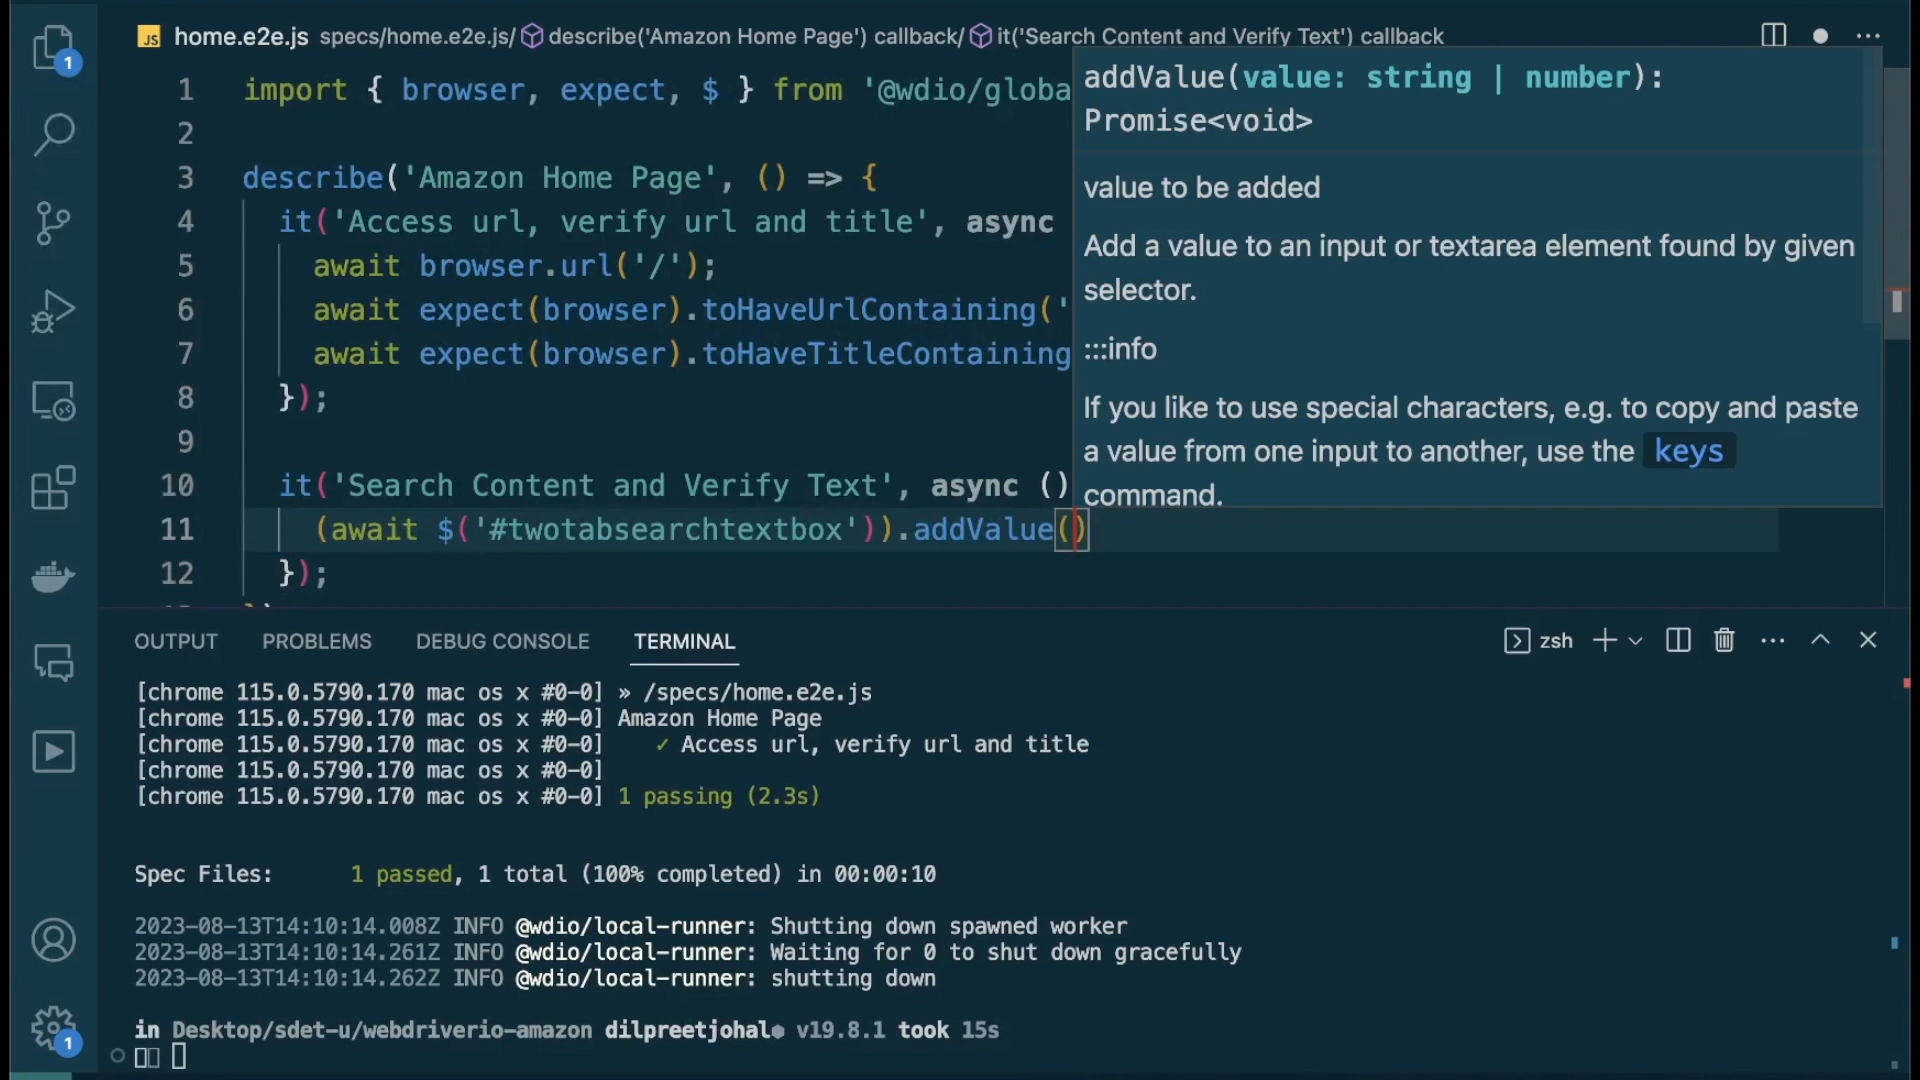 1
JS home.e2e.js specs/home.e2e.js/ describe('Amazon Home Page') callback/ it('Search Content and Verify Text') callback
1 import { browser, expect, $ } from '@wdio/globa
2
3 describe('Amazon Home Page', () => {
4 it('Access url, verify url and title', async
5 await browser.url('/');
6 await expect(browser).toHaveUrlContaining('
7 await expect(browser).toHaveTitleContaining
8 });
9
10 it('Search Content and Verify Text', async ()
11 (await $('#twotabsearchtextbox')).addValue()
12 });
addValue(value: string | number):
Promise<void>
value to be added
Add a value to an input or textarea element found by given
selector.
:::info
If you like to use special characters, e.g. to copy and paste
a value from one input to another, use the keys
command.
OUTPUT PROBLEMS DEBUG CONSOLE TERMINAL zsh
[chrome 115.0.5790.170 mac os x #0-0] » /specs/home.e2e.js
[chrome 115.0.5790.170 mac os x #0-0] Amazon Home Page
[chrome 115.0.5790.170 mac os x #0-0] ✓ Access url, verify url and title
[chrome 115.0.5790.170 mac os x #0-0]
[chrome 115.0.5790.170 mac os x #0-0] 1 passing (2.3s)
Spec Files: 1 passed, 1 total (100% completed) in 00:00:10
2023-08-13T14:10:14.008Z INFO @wdio/local-runner: Shutting down spawned worker
2023-08-13T14:10:14.261Z INFO @wdio/local-runner: Waiting for 0 to shut down gracefully
2023-08-13T14:10:14.262Z INFO @wdio/local-runner: shutting down
in Desktop/sdet-u/webdriverio-amazon dilpreetjohal v19.8.1 took 15s
1